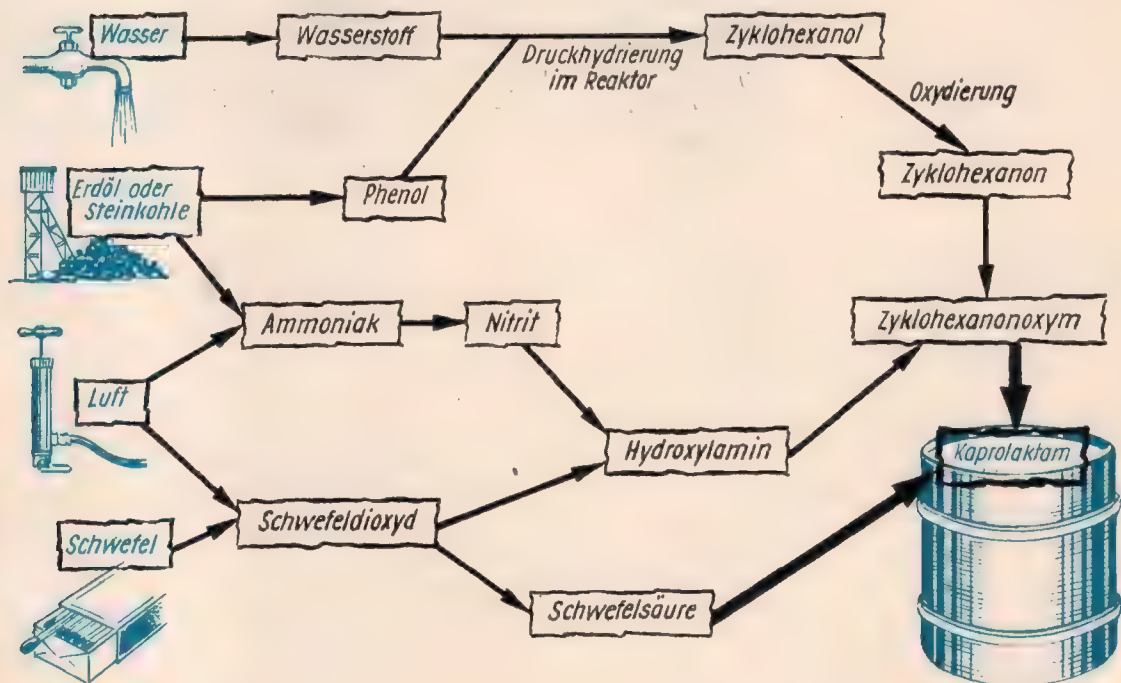 Wasser
Wasserstoff
Zyklohexanol
Druckhydrierung
im Reaktor
Oxydierung
Erdöl oder
Steinkohle
Phenol
Zyklohexanon
Ammoniak
Nitrit
Zyklohexanonoxym
Luft
Hydroxylamin
Kaprolaktam
Schwefel
Schwefeldioxyd
Schwefelsäure